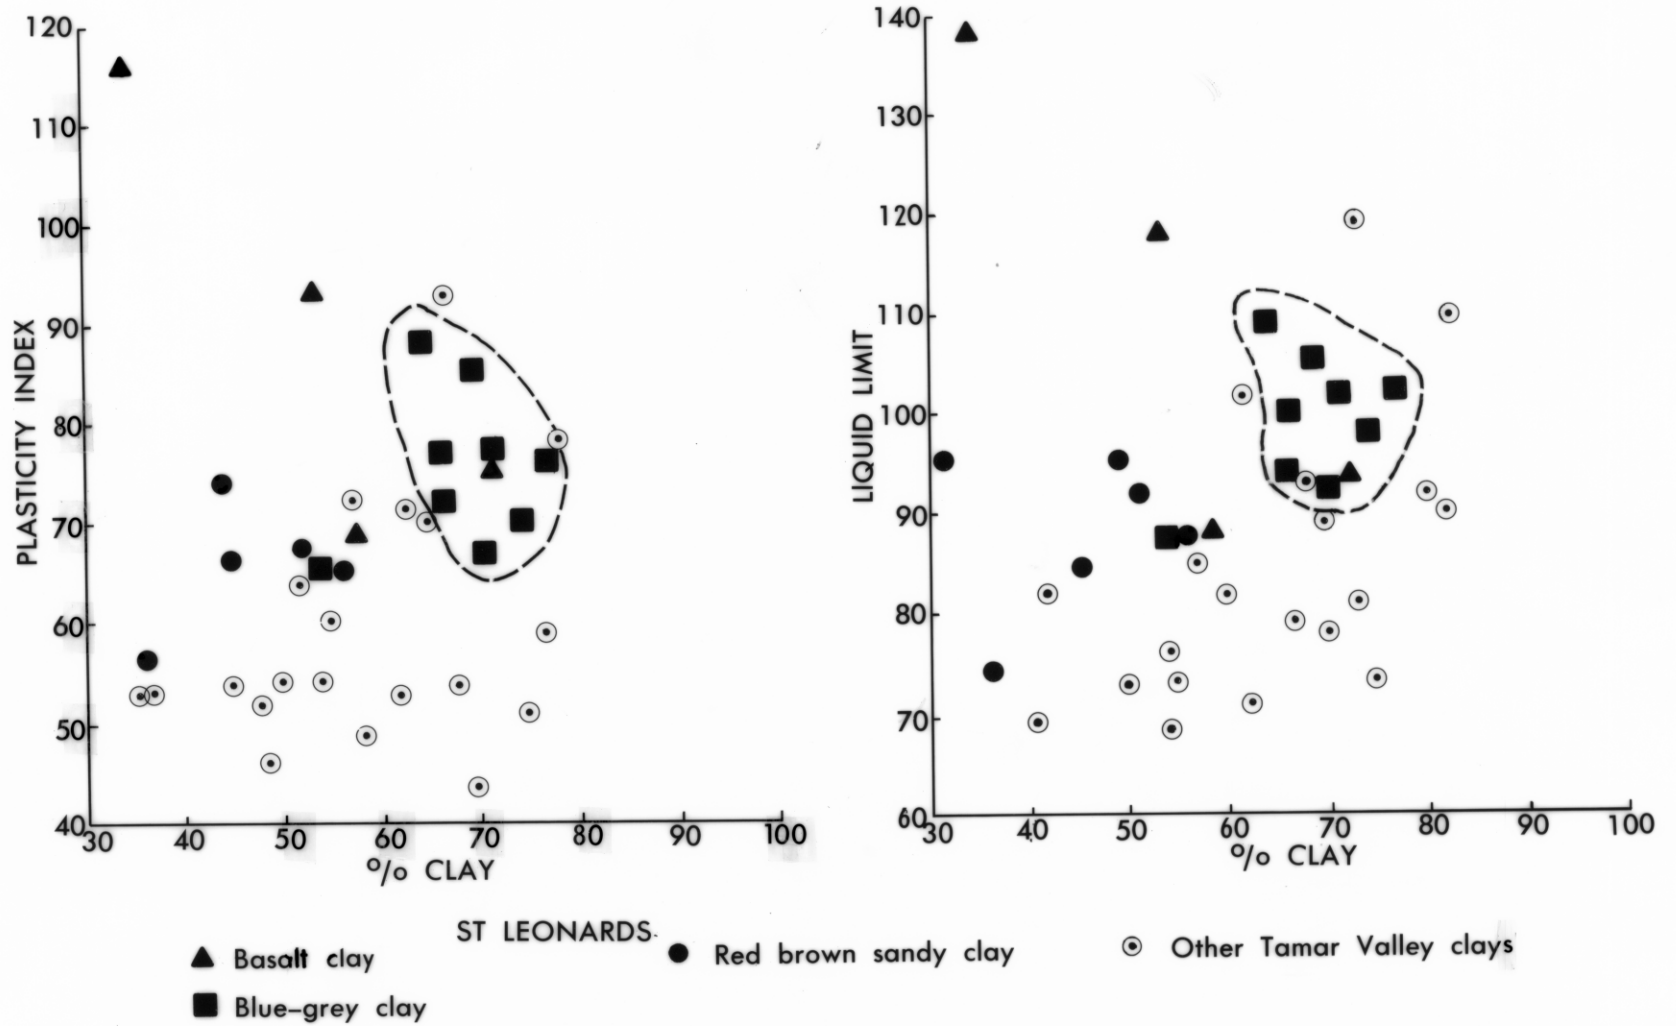 120
110
100
90
80
70
60
50
40
PLASTICITY INDEX
30 40 50 60 70 80 90 100
% CLAY
140
130
120
110
100
90
80
70
60
LIQUID LIMIT
30 40 50 60 70 80 90 100
% CLAY
ST LEONARDS
Basalt clay
Blue-grey clay
Red brown sandy clay
Other Tamar Valley clays